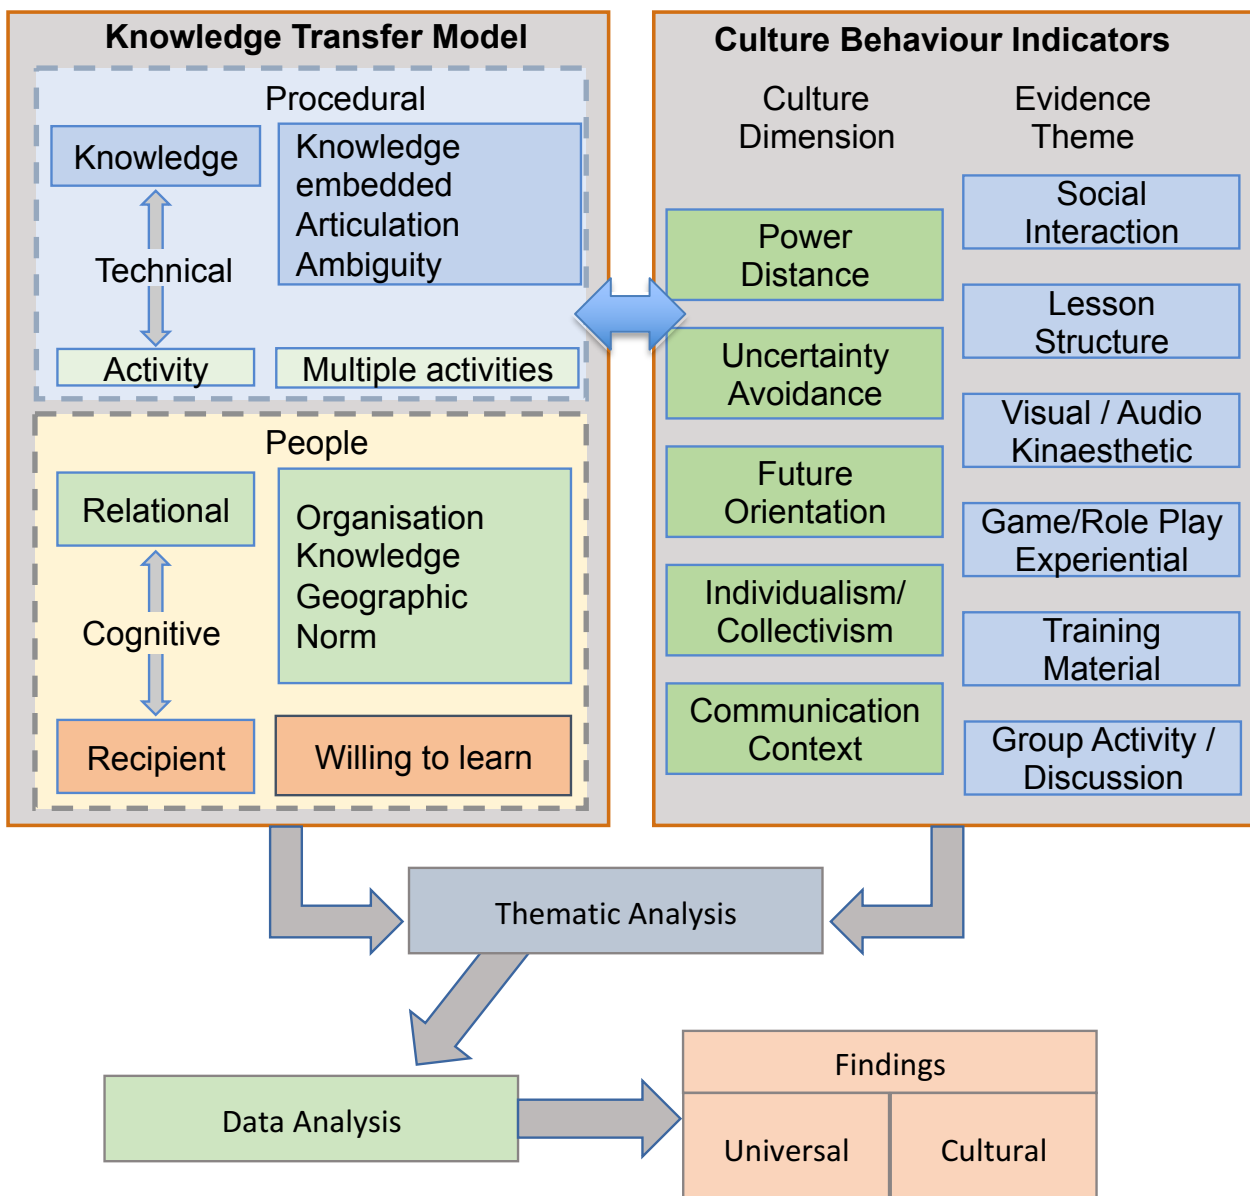 Knowledge Transfer Model
Procedural
Knowledge
Knowledge
embedded
Articulation
Ambiguity
Technical
Activity
Multiple activities
People
Relational
Organisation
Knowledge
Geographic
Norm
Cognitive
Recipient
Willing to learn
Culture Behaviour Indicators
Culture
Dimension
Power
Distance
Uncertainty
Avoidance
Future
Orientation
Individualism/
Collectivism
Communication
Context
Evidence
Theme
Social
Interaction
Lesson
Structure
Visual / Audio
Kinaesthetic
Game/Role Play
Experiential
Training
Material
Group Activity /
Discussion
Thematic Analysis
Data Analysis
Findings
Universal
Cultural